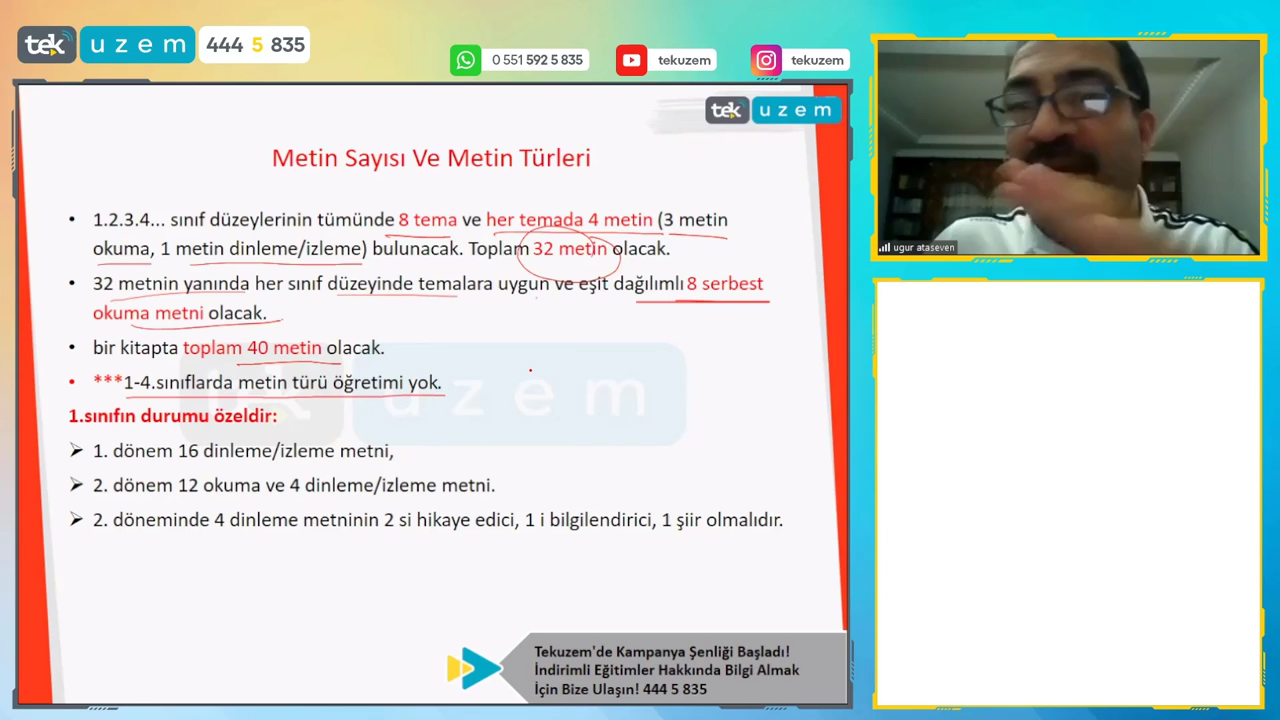 tek uzem 444 5 835
0 551 592 5 835 tekuzem tekuzem
tek uzem
Metin Sayısı Ve Metin Türleri
• 1.2.3.4... sınıf düzeylerinin tümünde 8 tema ve her temada 4 metin (3 metin
okuma, 1 metin dinleme/izleme) bulunacak. Toplam 32 metin olacak.
• 32 metnin yanında her sınıf düzeyinde temalara uygun ve eşit dağılımlı 8 serbest
okuma metni olacak.
• bir kitapta toplam 40 metin olacak.
• ***1-4.sınıflarda metin türü öğretimi yok.
1.sınıfın durumu özeldir:
➢ 1. dönem 16 dinleme/izleme metni,
➢ 2. dönem 12 okuma ve 4 dinleme/izleme metni.
➢ 2. döneminde 4 dinleme metninin 2 si hikaye edici, 1 i bilgilendirici, 1 şiir olmalıdır.
uzem
Tekuzem'de Kampanya Şenliği Başladı!
İndirimli Eğitimler Hakkında Bilgi Almak
İçin Bize Ulaşın! 444 5 835
ugur ataseven